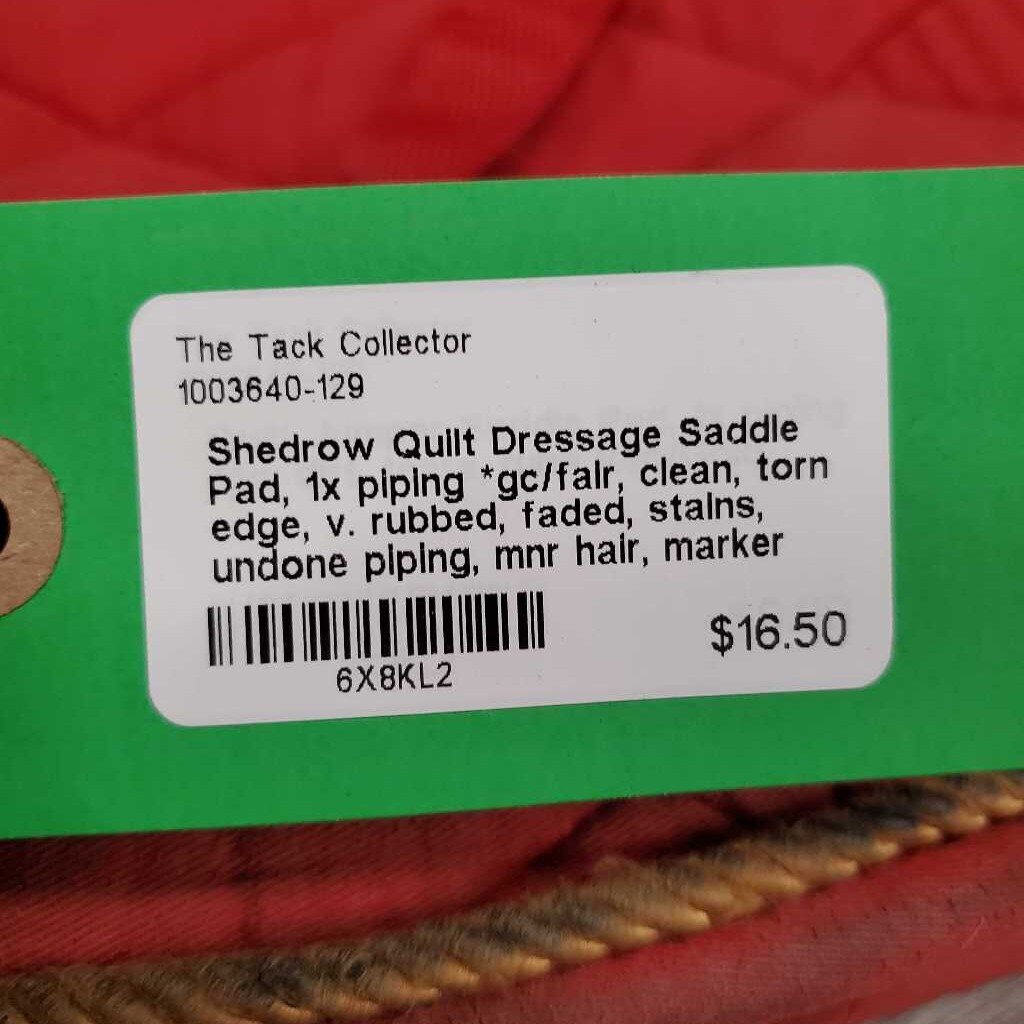 The Tack Collector
1003640-129
Shedrow Quilt Dressage Saddle
Pad, 1x piping *gc/fair, clean, torn
edge, v. rubbed, faded, stains,
undone piping, mnr hair, marker
$16.50
6X8KL2